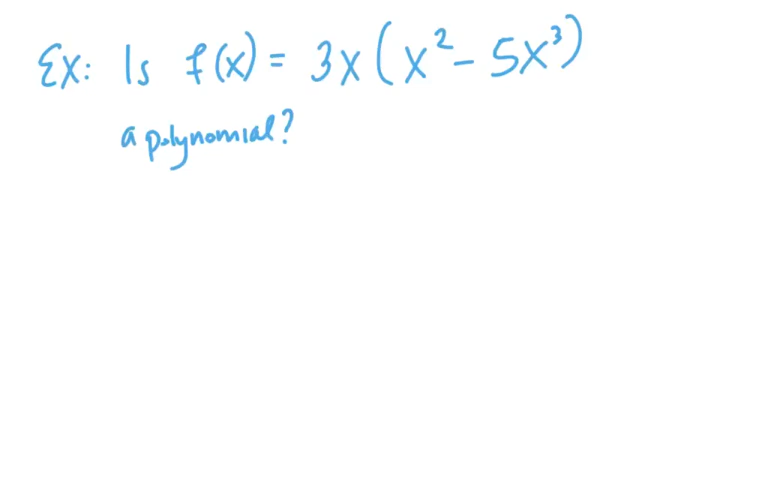 Ex: Is f(x) = 3x(x² - 5x³)
a polynomial?